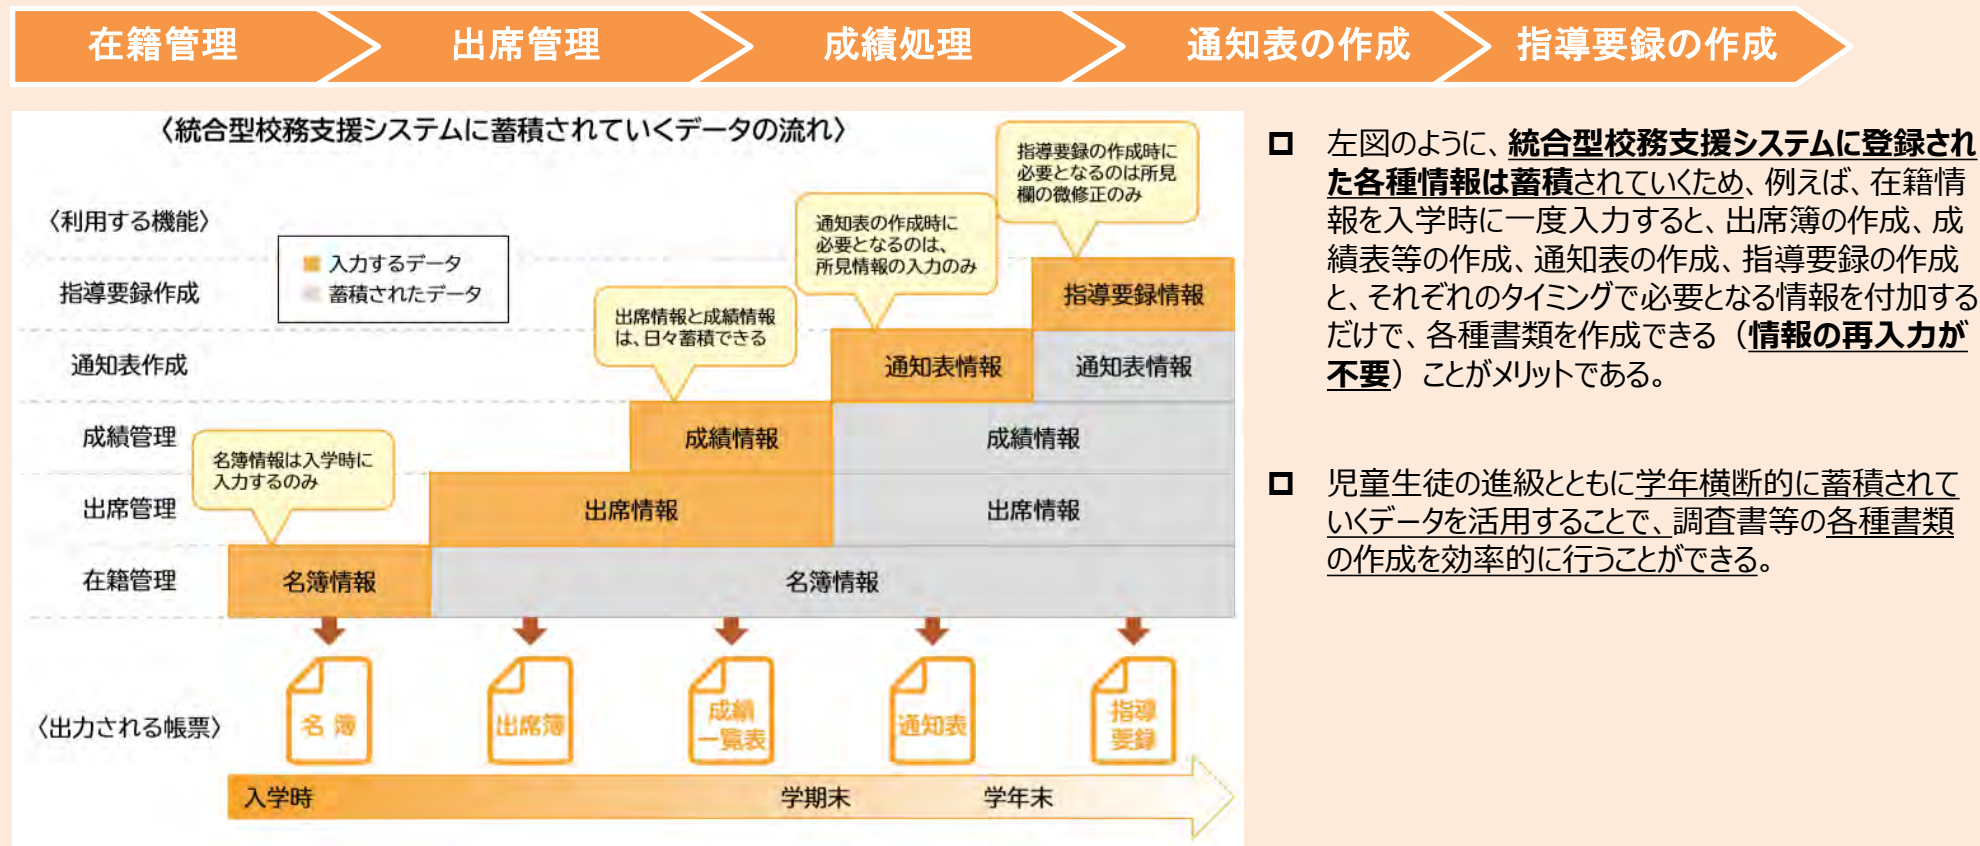 在籍管理
出席管理
成績処理
通知表の作成
指導要録の作成
〈統合型校務支援システムに蓄積されていくデータの流れ〉
〈利用する機能〉
入力するデータ
蓄積されたデータ
指導要録の作成時に
必要となるのは所見
欄の微修正のみ
通知表の作成時に
必要となるのは、
所見情報の入力のみ
出席情報と成績情報
は、日々蓄積できる
名簿情報は入学時に
入力するのみ
指導要録作成
指導要録情報
通知表作成
通知表情報
通知表情報
成績管理
成績情報
成績情報
出席管理
出席情報
出席情報
在籍管理
名簿情報
名簿情報
〈出力される帳票〉
名 簿
出席簿
成績
一覧表
通知表
指導
要録
入学時
学期末
学年末
左図のように、統合型校務支援システムに登録され
た各種情報は蓄積されていくため、例えば、在籍情
報を入学時に一度入力すると、出席簿の作成、成
績表等の作成、通知表の作成、指導要録の作成
と、それぞれのタイミングで必要となる情報を付加する
だけで、各種書類を作成できる（情報の再入力が
不要）ことがメリットである。
児童生徒の進級とともに学年横断的に蓄積されて
いくデータを活用することで、調査書等の各種書類
の作成を効率的に行うことができる。